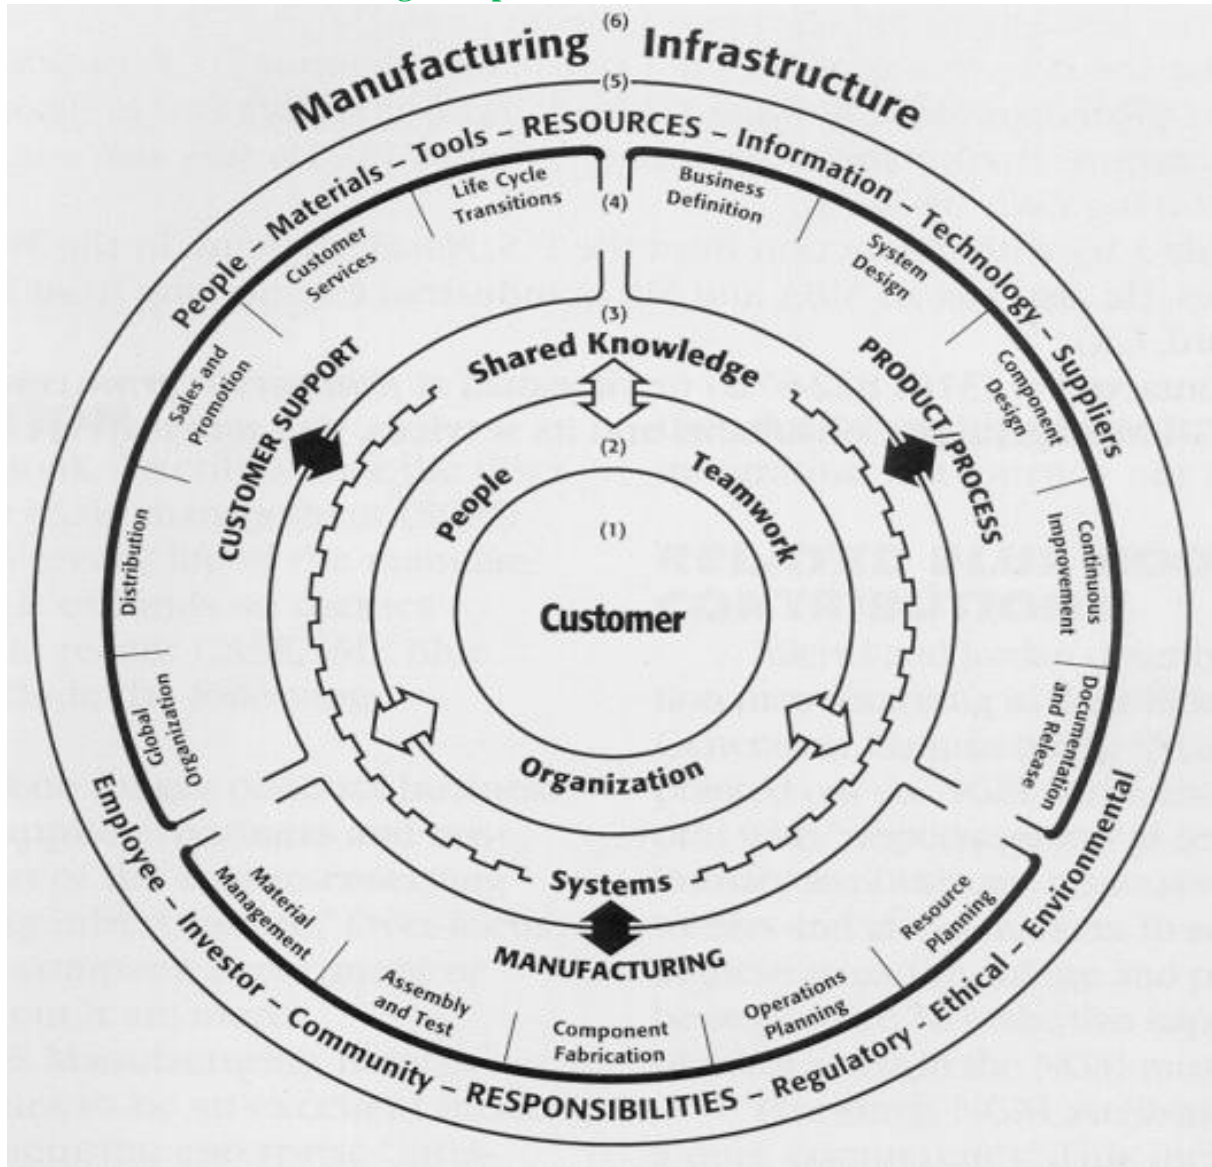 (6)
Manufacturing Infrastructure
(5)
People – Materials – Tools – RESOURCES – Information – Technology – Suppliers
(4)
Life Cycle
Transitions
Business
Definition
Customer
Services
System
Design
Sales and
Promotion
Component
Design
Distribution
Continuous
Improvement
Global
Organization
Documentation
and Release
CUSTOMER SUPPORT
PRODUCT/PROCESS
(3)
Shared Knowledge
(2)
People
Teamwork
(1)
Customer
Organization
Systems
MANUFACTURING
Material
Management
Assembly
and Test
Component
Fabrication
Operations
Planning
Resource
Planning
Employee – Investor – Community – RESPONSIBILITIES – Regulatory - Ethical – Environmental